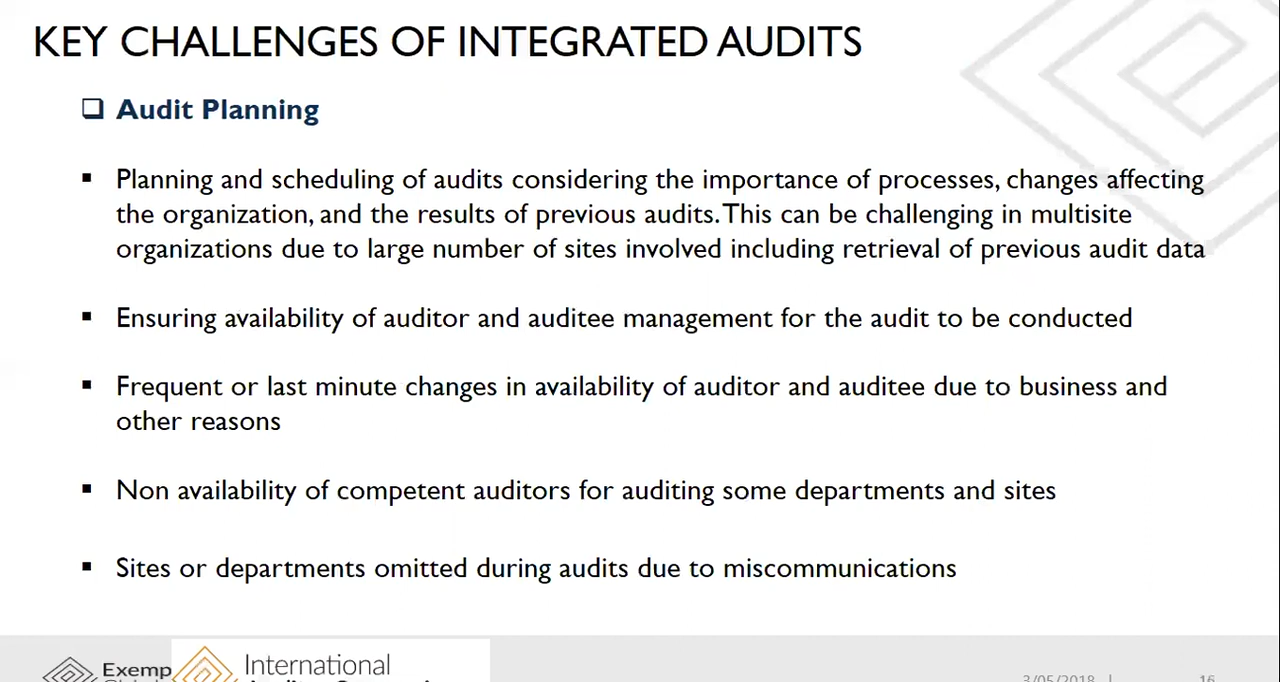 KEY CHALLENGES OF INTEGRATED AUDITS
❑ Audit Planning
▪ Planning and scheduling of audits considering the importance of processes, changes affecting
the organization, and the results of previous audits. This can be challenging in multisite
organizations due to large number of sites involved including retrieval of previous audit data
▪ Ensuring availability of auditor and auditee management for the audit to be conducted
▪ Frequent or last minute changes in availability of auditor and auditee due to business and
other reasons
▪ Non availability of competent auditors for auditing some departments and sites
▪ Sites or departments omitted during audits due to miscommunications
Exemp
International
3/05/2018 | 16